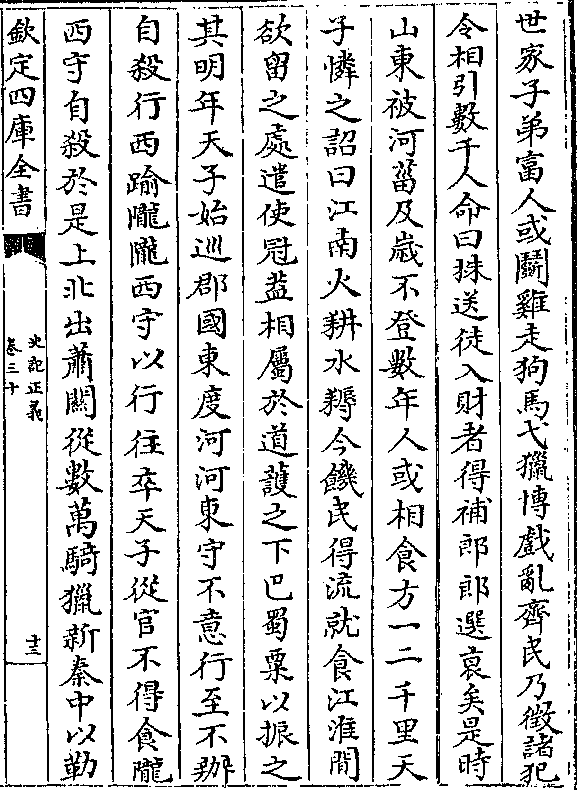 世家子弟富人或鬭雞走狗馬弋獵博戲亂齊民乃徵諸犯
令相引數千人命曰株送徒入財者得補郎郎選衰矣是時
山東被河菑及歲不登數年人或相食方一二千里天
子憐之詔曰江南火耕水耨令饑民得流就食江淮間
欲留之處遣使冠蓋相屬於道護之下巴蜀粟以振之
其明年天子始巡郡國東度河河東守不意行至不辦
自殺行西踰隴隴西守以行往卒天子從官不得食隴
西守自殺於是上北出蕭關從數萬騎獵新秦中以勒
欽定四庫全書
史記正義
卷三十
十三